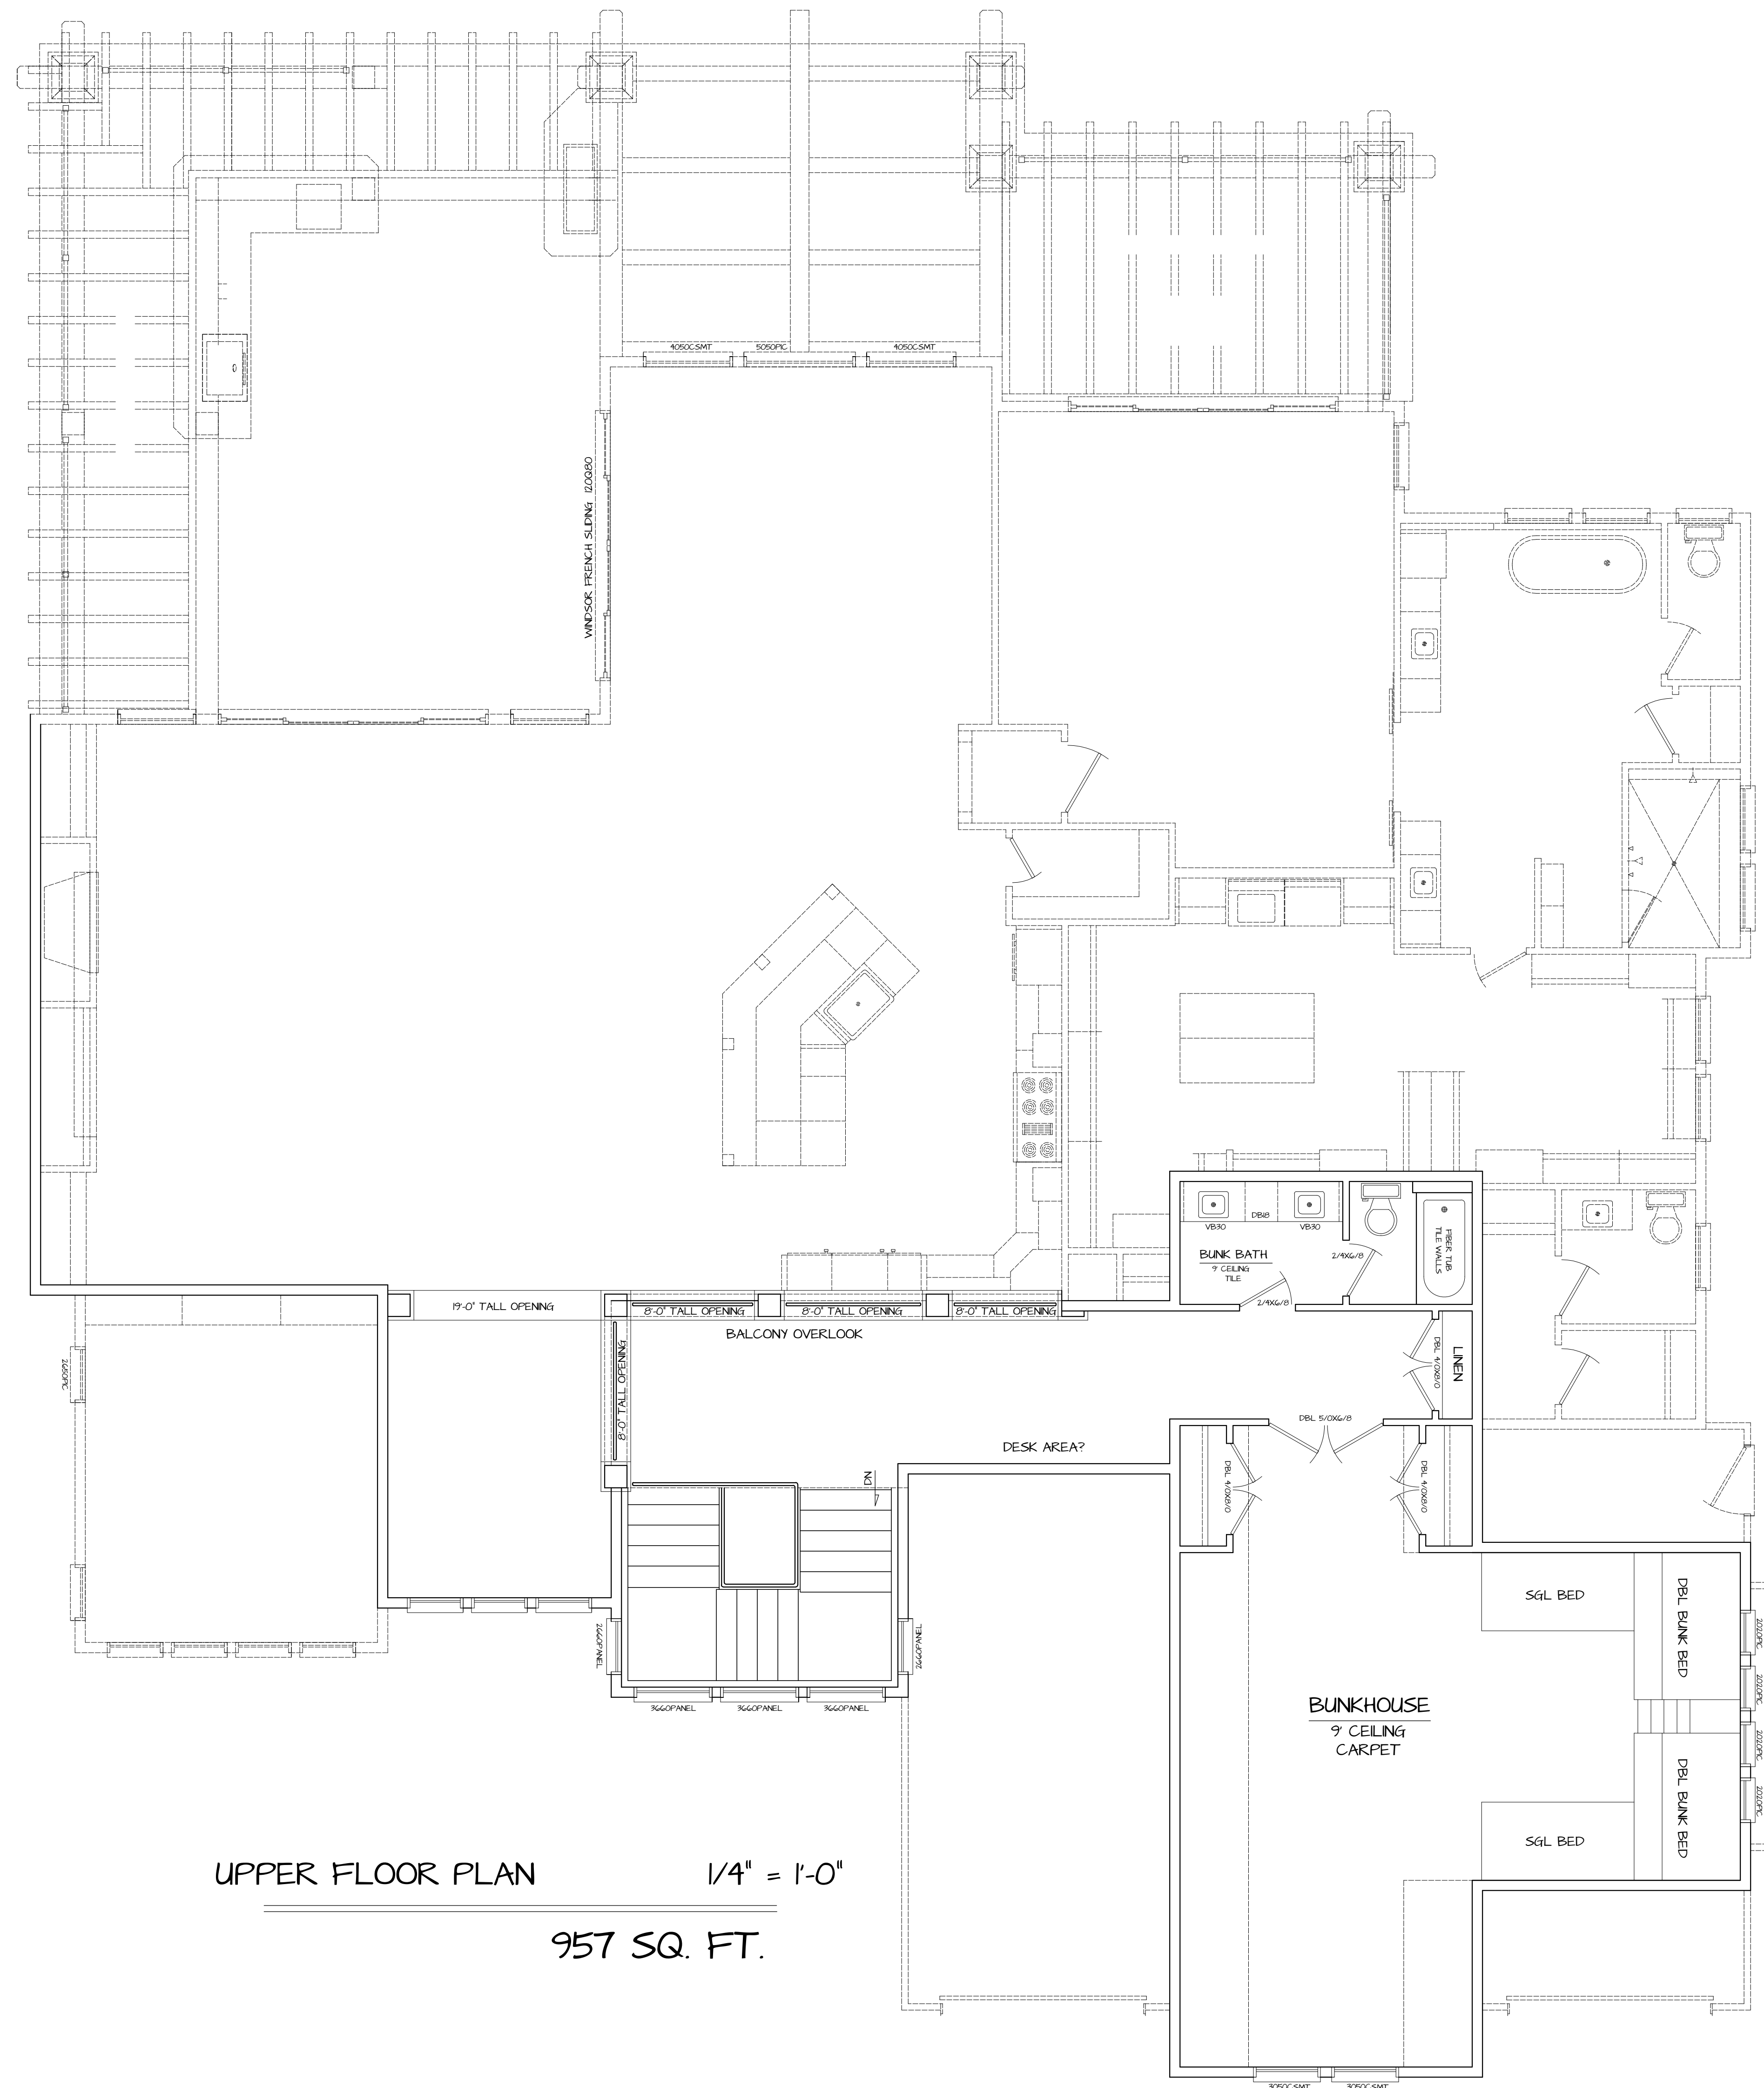 4050CSMT
5050PIC
4050CSMT
WINDSOR FRENCH SLIDING 120Q80
VB30
DB18
VB30
BUNK BATH
9' CEILING
TILE
2/4X6/8
2/4X6/8
FIBER TUB
TILE WALLS
19'-0" TALL OPENING
8'-0" TALL OPENING
8'-0" TALL OPENING
8'-0" TALL OPENING
BALCONY OVERLOOK
8'-0" TALL OPENING
2650PIC
DBL 4/0X8/0
LINEN
DBL 5/0X6/8
DESK AREA?
DN
DBL 4/0X8/0
DBL 4/0X8/0
SGL BED
DBL BUNK BED
2020PIC
2020PIC
2020PIC
2020PIC
2660PANEL
2660PANEL
3660PANEL
3660PANEL
3660PANEL
BUNKHOUSE
9' CEILING
CARPET
DBL BUNK BED
SGL BED
UPPER FLOOR PLAN 1/4" = 1'-0"
957 SQ. FT.
3050CSMT
3050CSMT